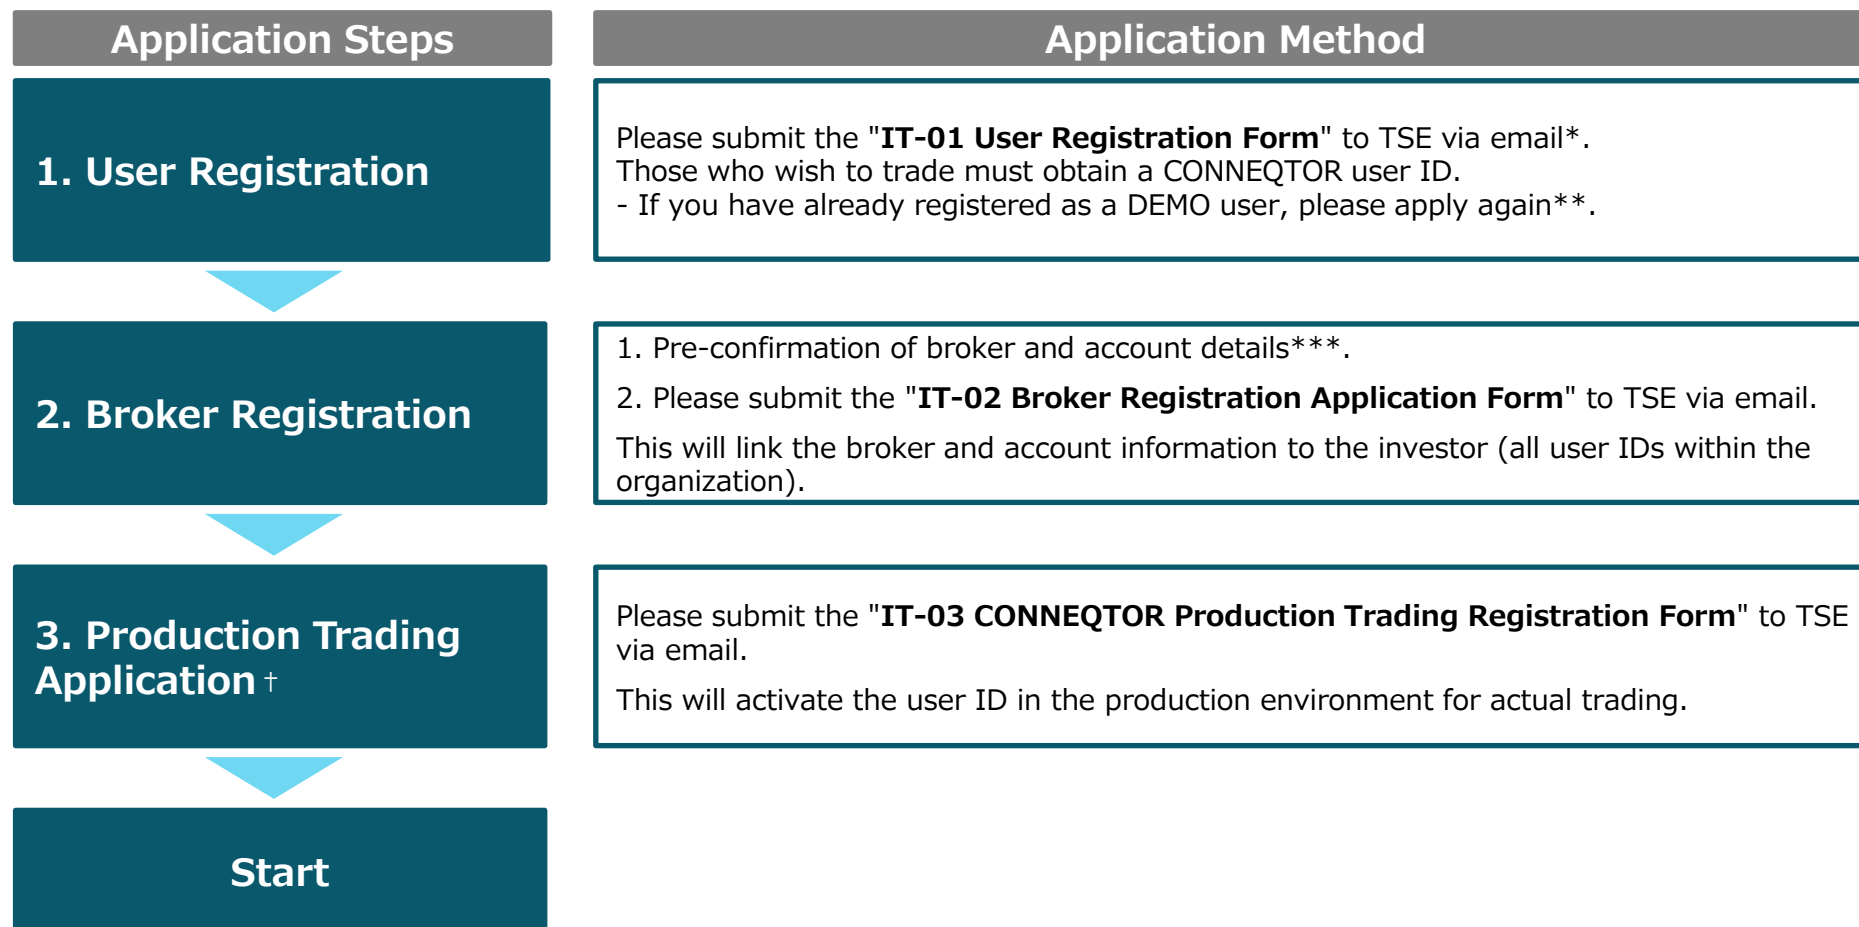 Application Steps
Application Method
1. User Registration
Please submit the "IT-01 User Registration Form" to TSE via email*.
Those who wish to trade must obtain a CONNEQTOR user ID.
- If you have already registered as a DEMO user, please apply again**.
2. Broker Registration
1. Pre-confirmation of broker and account details***.
2. Please submit the "IT-02 Broker Registration Application Form" to TSE via email.
This will link the broker and account information to the investor (all user IDs within the
organization).
3. Production Trading
Application †
Please submit the "IT-03 CONNEQTOR Production Trading Registration Form" to TSE
via email.
This will activate the user ID in the production environment for actual trading.
Start